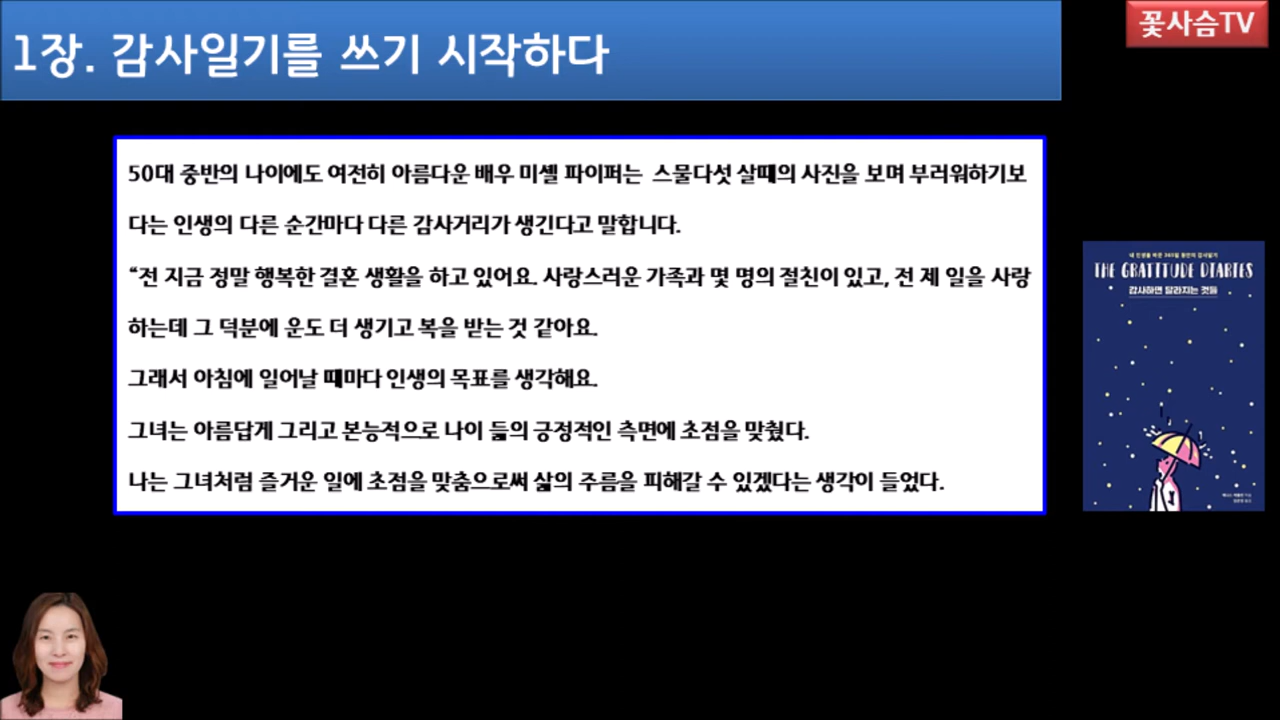 1장. 감사일기를 쓰기 시작하다
꽃사슴TV
50대 중반의 나이에도 여전히 아름다운 배우 미셸 파이퍼는 스물다섯 살때의 사진을 보며 부러워하기보
다는 인생의 다른 순간마다 다른 감사거리가 생긴다고 말합니다.
“전 지금 정말 행복한 결혼 생활을 하고 있어요. 사랑스러운 가족과 몇 명의 절친이 있고, 전 제 일을 사랑
하는데 그 덕분에 운도 더 생기고 복을 받는 것 같아요.
그래서 아침에 일어날 때마다 인생의 목표를 생각해요.
그녀는 아름답게 그리고 본능적으로 나이 듦의 긍정적인 측면에 초점을 맞췄다.
나는 그녀처럼 즐거운 일에 초점을 맞춤으로써 삶의 주름을 피해갈 수 있겠다는 생각이 들었다.
THE GRATITUDE DIARIES
감사하면 달라지는 것들